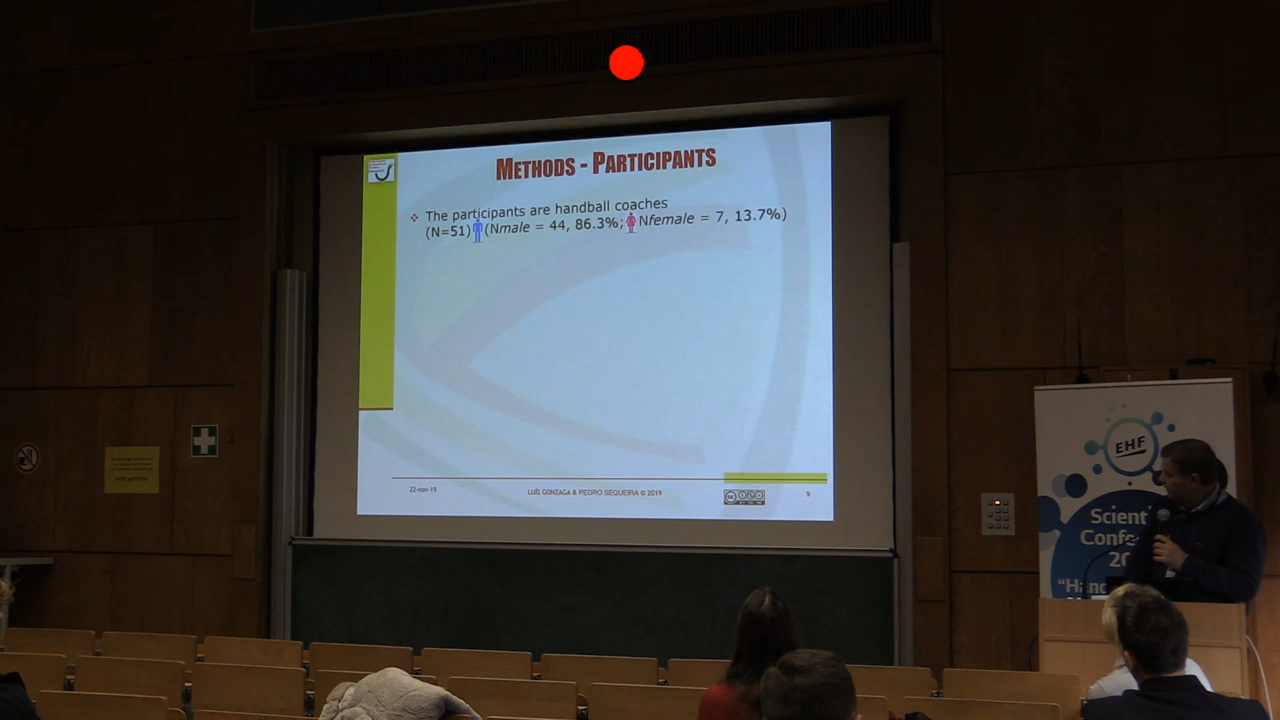 METHODS - PARTICIPANTS
The participants are handball coaches
(N=51) (Nmale = 44, 86.3%; Nfemale = 7, 13.7%)
22-nov-19
LUÍS GONZAGA & PEDRO SEQUEIRA © 2019
9
EHF
Scient
Confe
20
"Hand